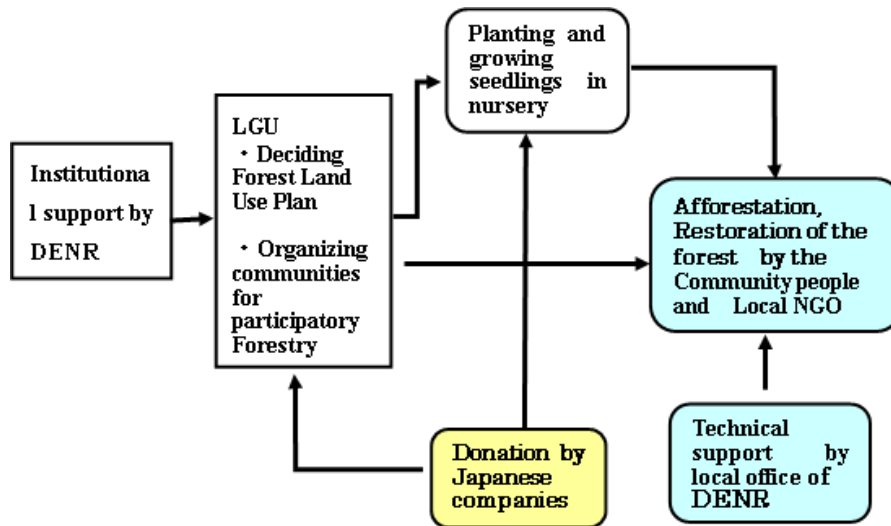 Institutiona
l support by
DENR
LGU
・ Deciding
Forest Land
Use Plan
・ Organizing
communities
for
participatory
Forestry
Planting and
growing
seedlings in
nursery
Afforestation,
Restoration of the
forest by the
Community people
and Local NGO
Donation by
Japanese
companies
Technical
support by
local office of
DENR